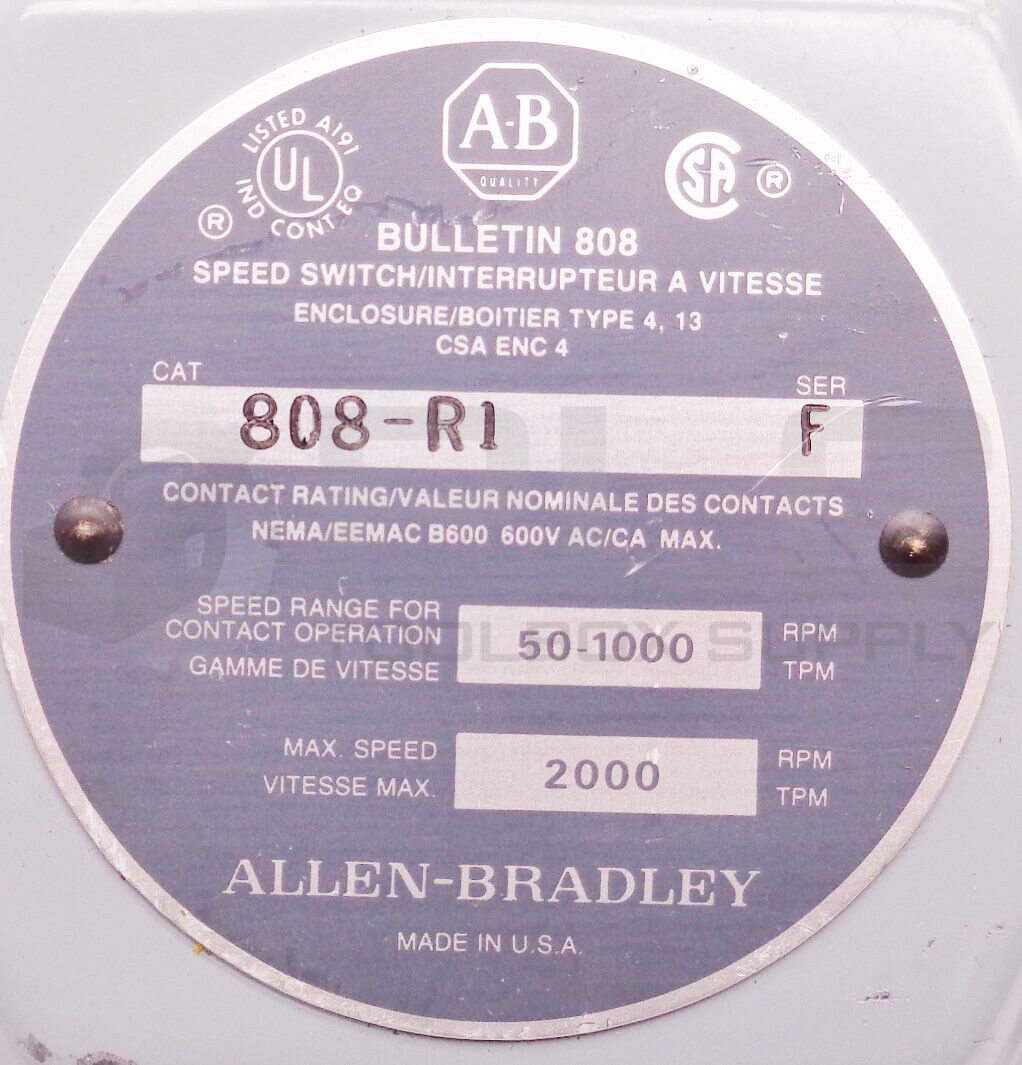 A-B
QUALITY
LISTED A191
UL
IND CONT EQ
®
SA
®
BULLETIN 808
SPEED SWITCH/INTERRUPTEUR A VITESSE
ENCLOSURE/BOITIER TYPE 4, 13
CSA ENC 4
CAT
SER
808-R1
F
CONTACT RATING/VALEUR NOMINALE DES CONTACTS
NEMA/EEMAC B600 600V AC/CA MAX.
SPEED RANGE FOR
CONTACT OPERATION
GAMME DE VITESSE
50-1000
RPM
TPM
TOOLBOX SUPPLY
MAX. SPEED
VITESSE MAX.
2000
RPM
TPM
ALLEN-BRADLEY
MADE IN U.S.A.